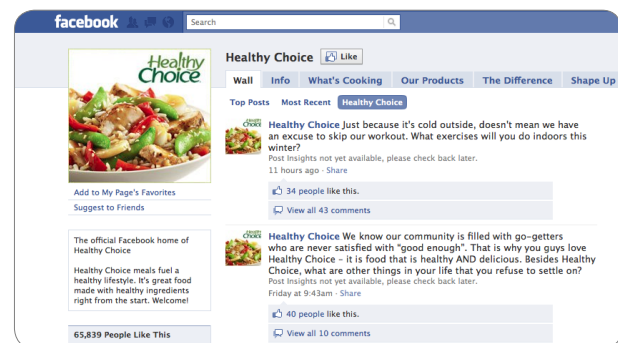 facebook
Search
Healthy Choice Like
Wall Info What's Cooking Our Products The Difference Shape Up
Top Posts Most Recent Healthy Choice
Healthy
Choice
Add to My Page's Favorites
Suggest to Friends
The official Facebook home of
Healthy Choice
Healthy Choice meals fuel a
healthy lifestyle. It's great food
made with healthy ingredients
right from the start. Welcome!
65,839 People Like This
Healthy
Choice
Healthy Choice Just because it's cold outside, doesn't mean we have
an excuse to skip our workout. What exercises will you do indoors this
winter?
Post Insights not yet available, please check back later.
11 hours ago · Share
34 people like this.
View all 43 comments
Healthy
Choice
Healthy Choice We know our community is filled with go-getters
who are never satisfied with “good enough”. That is why you guys love
Healthy Choice – it is food that is healthy AND delicious. Besides Healthy
Choice, what are other things in your life that you refuse to settle on?
Post Insights not yet available, please check back later.
Friday at 9:43am · Share
40 people like this.
View all 10 comments